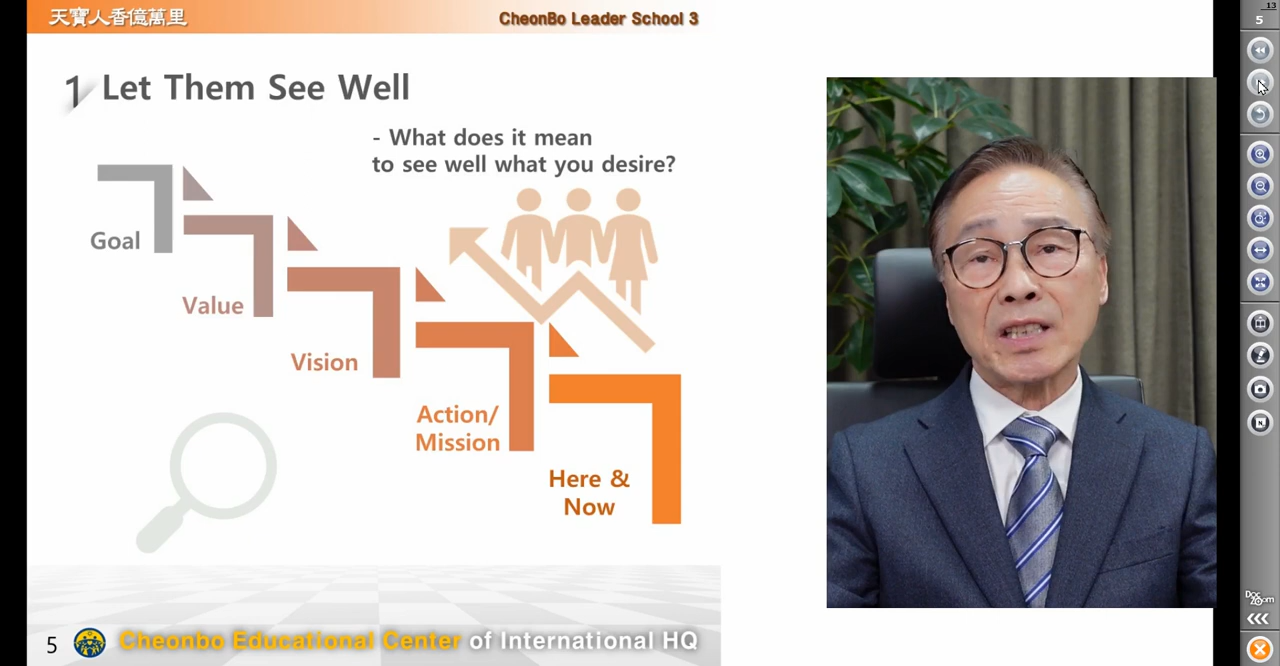 天寶人香億萬里
CheonBo Leader School 3
1 Let Them See Well
- What does it mean
to see well what you desire?
Goal
Value
Vision
Action/
Mission
Here &
Now
5
Cheonbo Educational Center of International HQ
13
5
Doc
Zoom